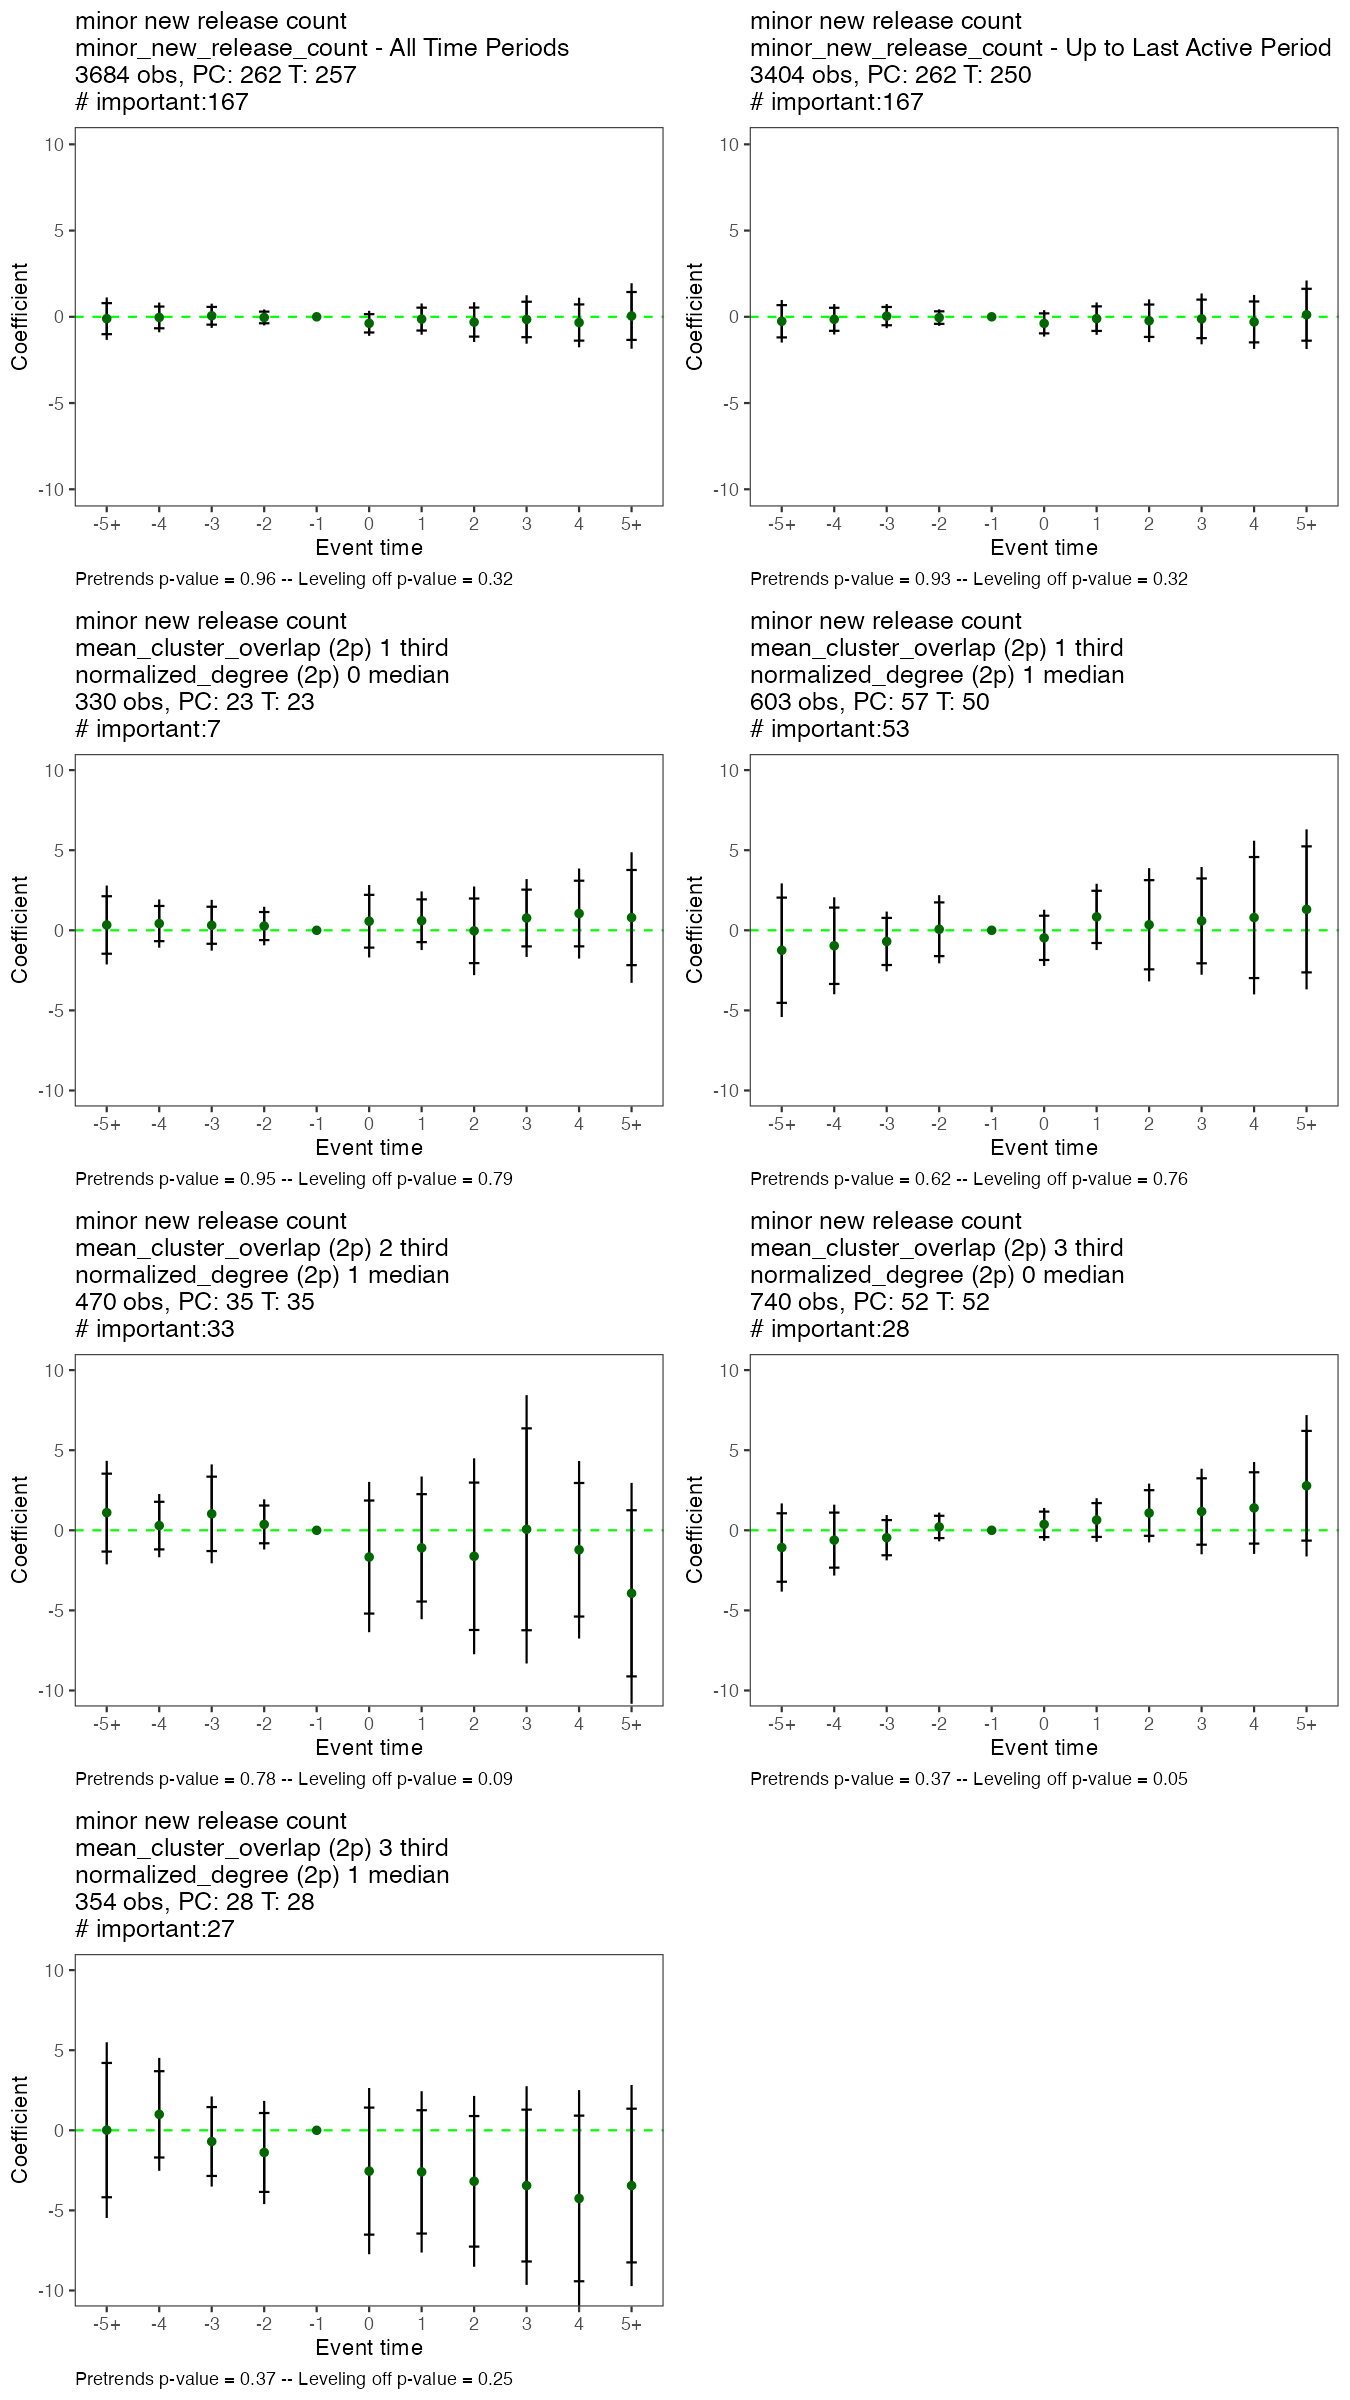 minor new release count
minor_new_release_count - All Time Periods
3684 obs, PC: 262 T: 257
# important:167
10
5
0
-5
-10
Coefficient
-5+ -4 -3 -2 -1 0 1 2 3 4 5+
Event time
Pretrends p-value = 0.96 -- Leveling off p-value = 0.32
minor new release count
minor_new_release_count - Up to Last Active Period
3404 obs, PC: 262 T: 250
# important:167
10
5
0
-5
-10
Coefficient
-5+ -4 -3 -2 -1 0 1 2 3 4 5+
Event time
Pretrends p-value = 0.93 -- Leveling off p-value = 0.32
minor new release count
mean_cluster_overlap (2p) 1 third
normalized_degree (2p) 0 median
330 obs, PC: 23 T: 23
# important:7
10
5
0
-5
-10
Coefficient
-5+ -4 -3 -2 -1 0 1 2 3 4 5+
Event time
Pretrends p-value = 0.95 -- Leveling off p-value = 0.79
minor new release count
mean_cluster_overlap (2p) 1 third
normalized_degree (2p) 1 median
603 obs, PC: 57 T: 50
# important:53
10
5
0
-5
-10
Coefficient
-5+ -4 -3 -2 -1 0 1 2 3 4 5+
Event time
Pretrends p-value = 0.62 -- Leveling off p-value = 0.76
minor new release count
mean_cluster_overlap (2p) 2 third
normalized_degree (2p) 1 median
470 obs, PC: 35 T: 35
# important:33
10
5
0
-5
-10
Coefficient
-5+ -4 -3 -2 -1 0 1 2 3 4 5+
Event time
Pretrends p-value = 0.78 -- Leveling off p-value = 0.09
minor new release count
mean_cluster_overlap (2p) 3 third
normalized_degree (2p) 0 median
740 obs, PC: 52 T: 52
# important:28
10
5
0
-5
-10
Coefficient
-5+ -4 -3 -2 -1 0 1 2 3 4 5+
Event time
Pretrends p-value = 0.37 -- Leveling off p-value = 0.05
minor new release count
mean_cluster_overlap (2p) 3 third
normalized_degree (2p) 1 median
354 obs, PC: 28 T: 28
# important:27
10
5
0
-5
-10
Coefficient
-5+ -4 -3 -2 -1 0 1 2 3 4 5+
Event time
Pretrends p-value = 0.37 -- Leveling off p-value = 0.25